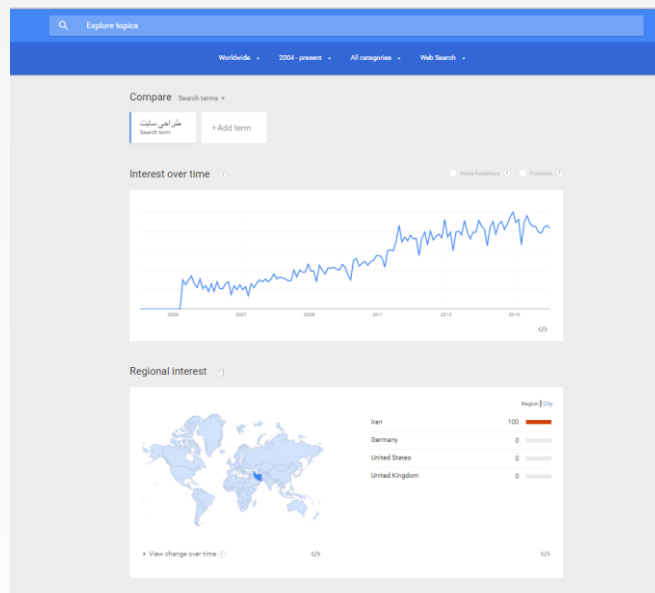 Explore topics
Worldwide 2004 - present All categories Web Search
Compare Search terms
طراحی سایت
Search term
+Add term
Interest over time ?
News headlines ? Forecast ?
2007 2009 2011 2013
</>
Regional interest ?
Region | City
Iran 100
Germany 0
United States 0
United Kingdom 0
View change over time ? </> </>